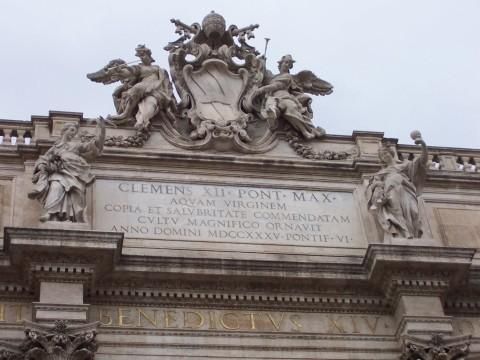 CLEMENS XII · PONT · MAX ·
AQVAM VIRGINEM
COPIA ET SALVBRITATE COMMENDATAM
CVLTV MAGNIFICO ORNAVIT
ANNO DOMINI MDCCXXXV · PONTIF · VI ·
BENEDICTVS XIV